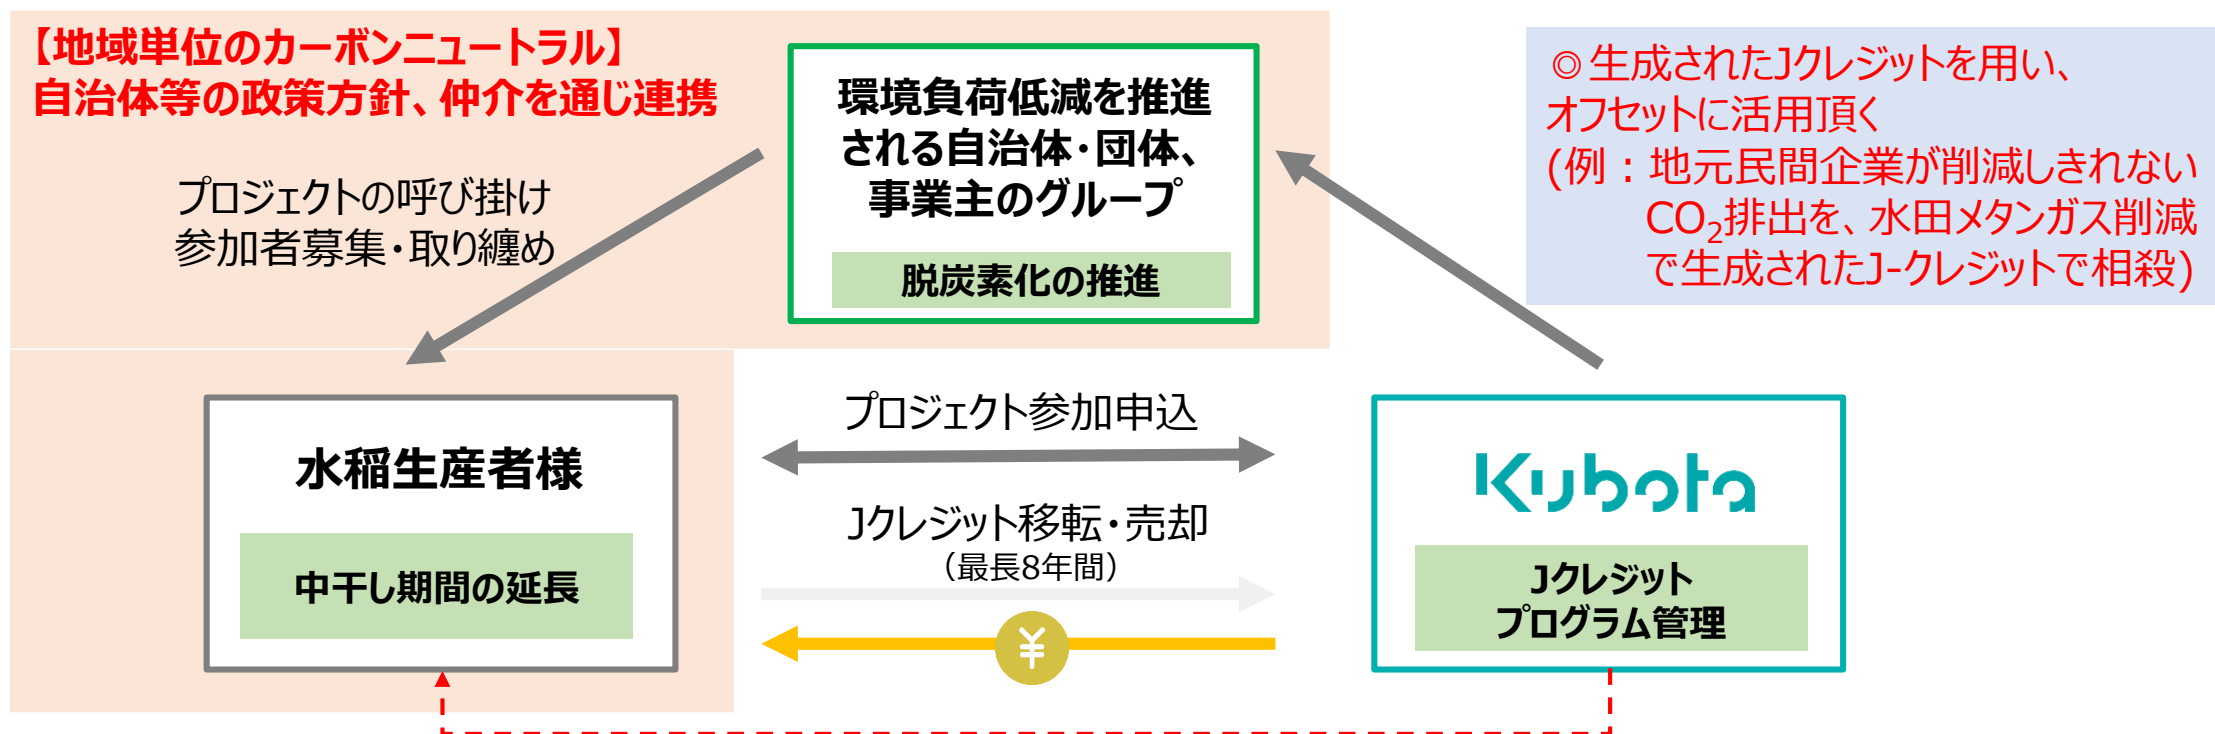 【地域単位のカーボンニュートラル】
自治体等の政策方針、仲介を通じ連携
プロジェクトの呼び掛け
参加者募集・取り纏め
環境負荷低減を推進
される自治体・団体、
事業主のグループ
脱炭素化の推進
◎生成されたJクレジットを用い、
オフセットに活用頂く
(例：地元民間企業が削減しきれない
CO₂排出を、水田メタンガス削減
で生成されたJ-クレジットで相殺)
水稲生産者様
中干し期間の延長
プロジェクト参加申込
Jクレジット移転・売却
（最長8年間）
¥
Kubota
Jクレジット
プログラム管理